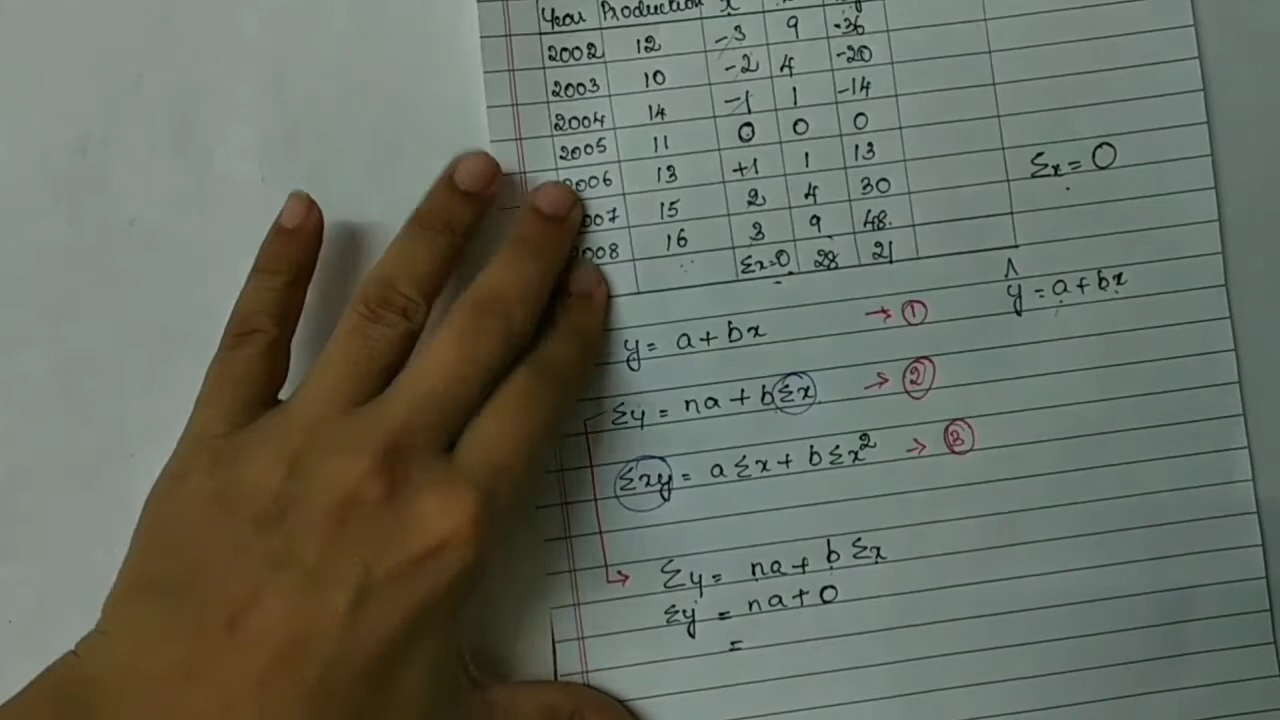 Year Production x
2002 12 -3 9 -36
2003 10 -2 4 -20
2004 14 -1 1 -14
2005 11 0 0 0
2006 13 +1 1 13
007 15 2 4 30
008 16 3 9 48
Σx=0 28 21
Σx = 0
ŷ = a + bx
y = a + bx → ①
Σy = na + bΣx → ②
Σxy = aΣx + bΣx² → ③
Σy = na + bΣx
Σy = na + 0
=